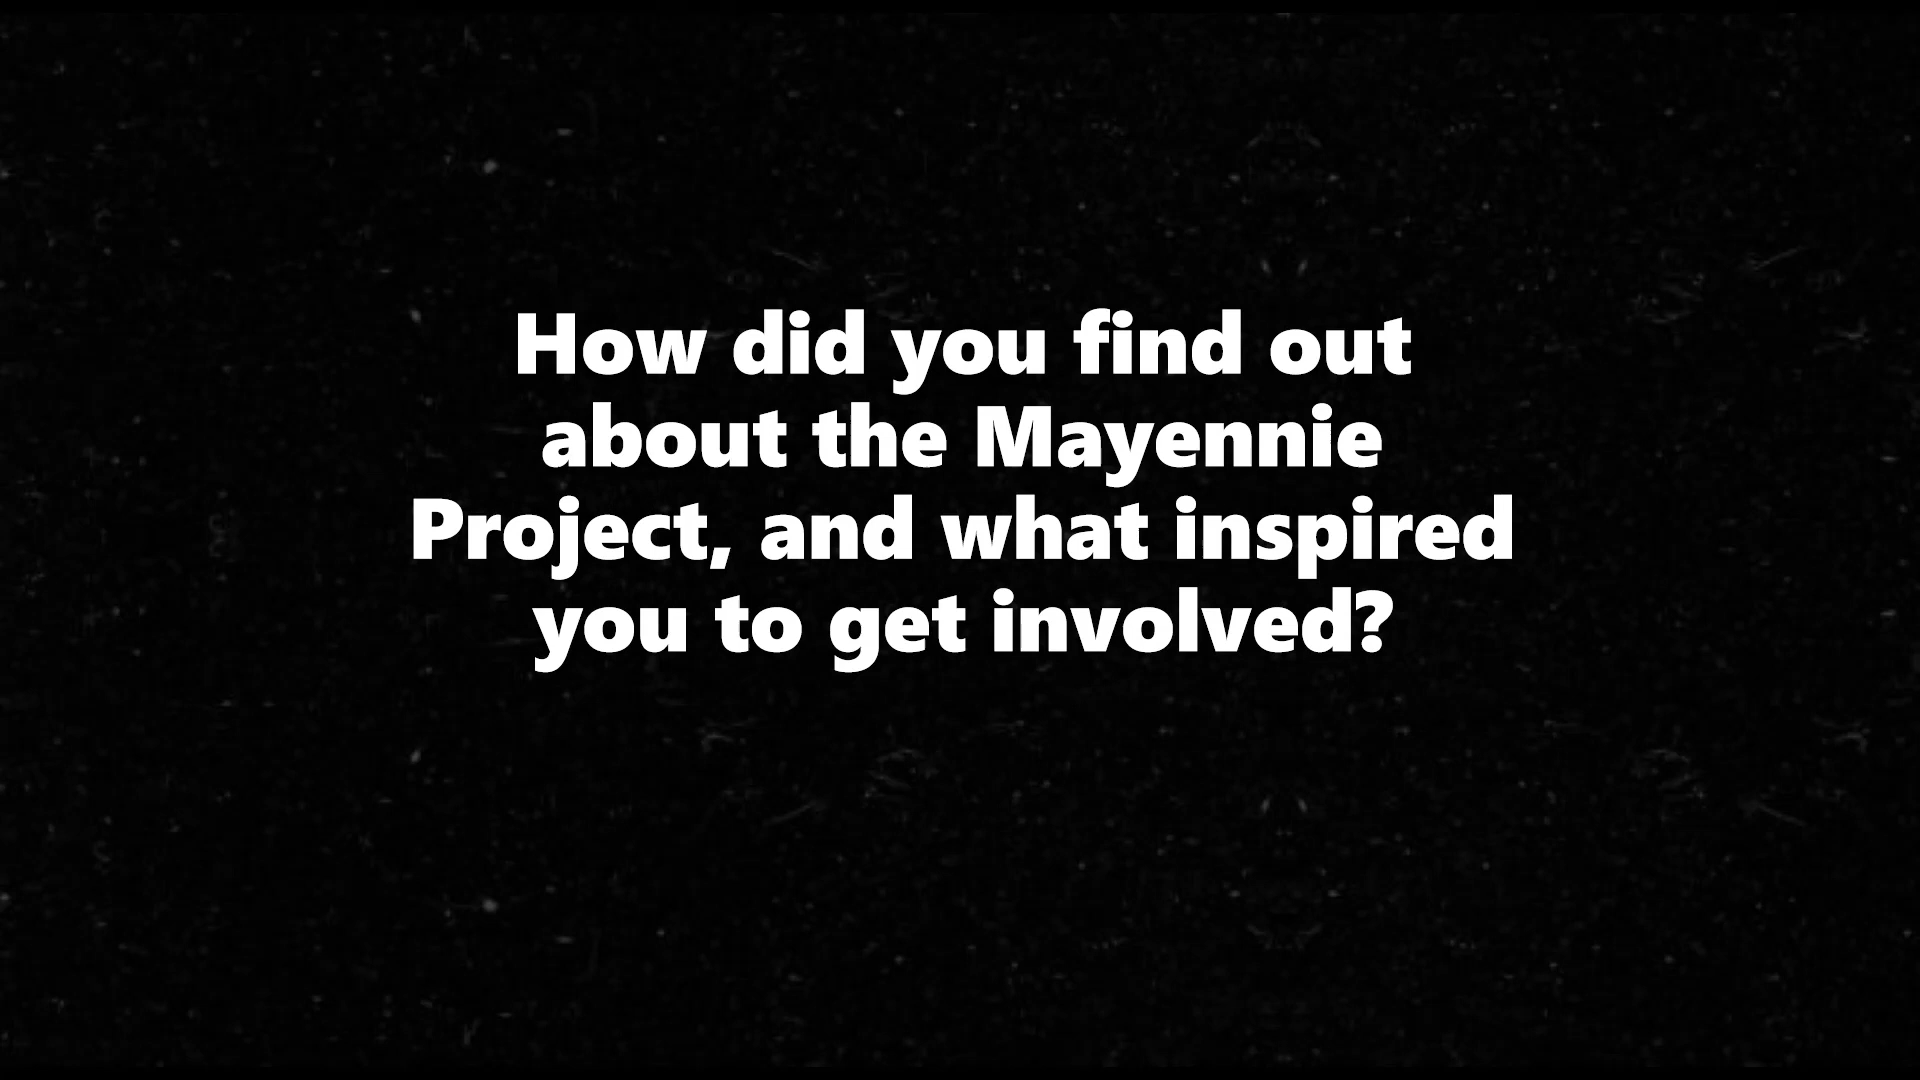 How did you find out
about the Mayennie
Project, and what inspired
you to get involved?